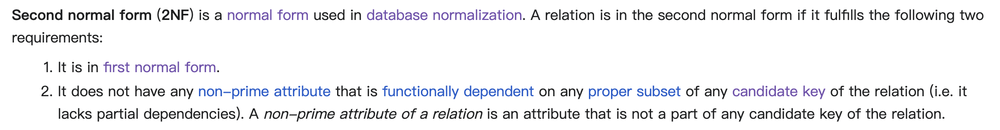 Second normal form (2NF) is a normal form used in database normalization. A relation is in the second normal form if it fulfills the following two
requirements:
1. It is in first normal form.
2. It does not have any non–prime attribute that is functionally dependent on any proper subset of any candidate key of the relation (i.e. it
lacks partial dependencies). A non–prime attribute of a relation is an attribute that is not a part of any candidate key of the relation.